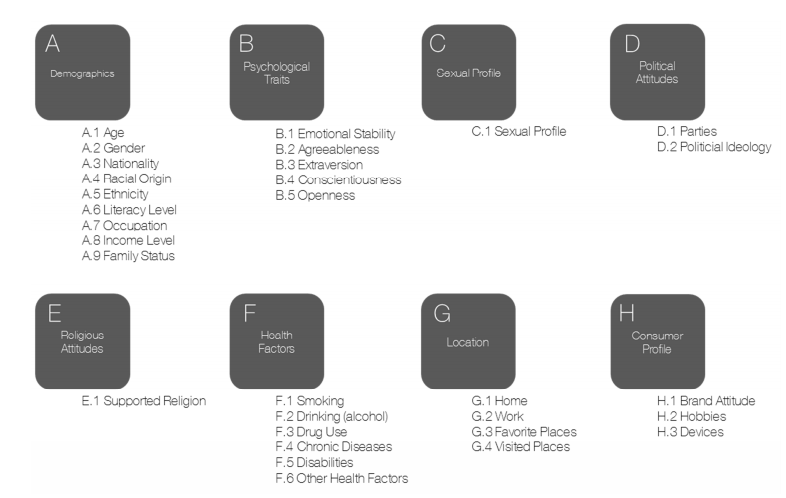 A
Demographics
A.1 Age
A.2 Gender
A.3 Nationality
A.4 Racial Origin
A.5 Ethnicity
A.6 Literacy Level
A.7 Occupation
A.8 Income Level
A.9 Family Status
B
Psychological
Traits
B.1 Emotional Stability
B.2 Agreeableness
B.3 Extraversion
B.4 Conscientiousness
B.5 Openness
C
Sexual Profile
C.1 Sexual Profile
D
Political
Attitudes
D.1 Parties
D.2 Politicial Ideology
E
Religious
Attitudes
E.1 Supported Religion
F
Health
Factors
F.1 Smoking
F.2 Drinking (alcohol)
F.3 Drug Use
F.4 Chronic Diseases
F.5 Disabilities
F.6 Other Health Factors
G
Location
G.1 Home
G.2 Work
G.3 Favorite Places
G.4 Visited Places
H
Consumer
Profile
H.1 Brand Attitude
H.2 Hobbies
H.3 Devices